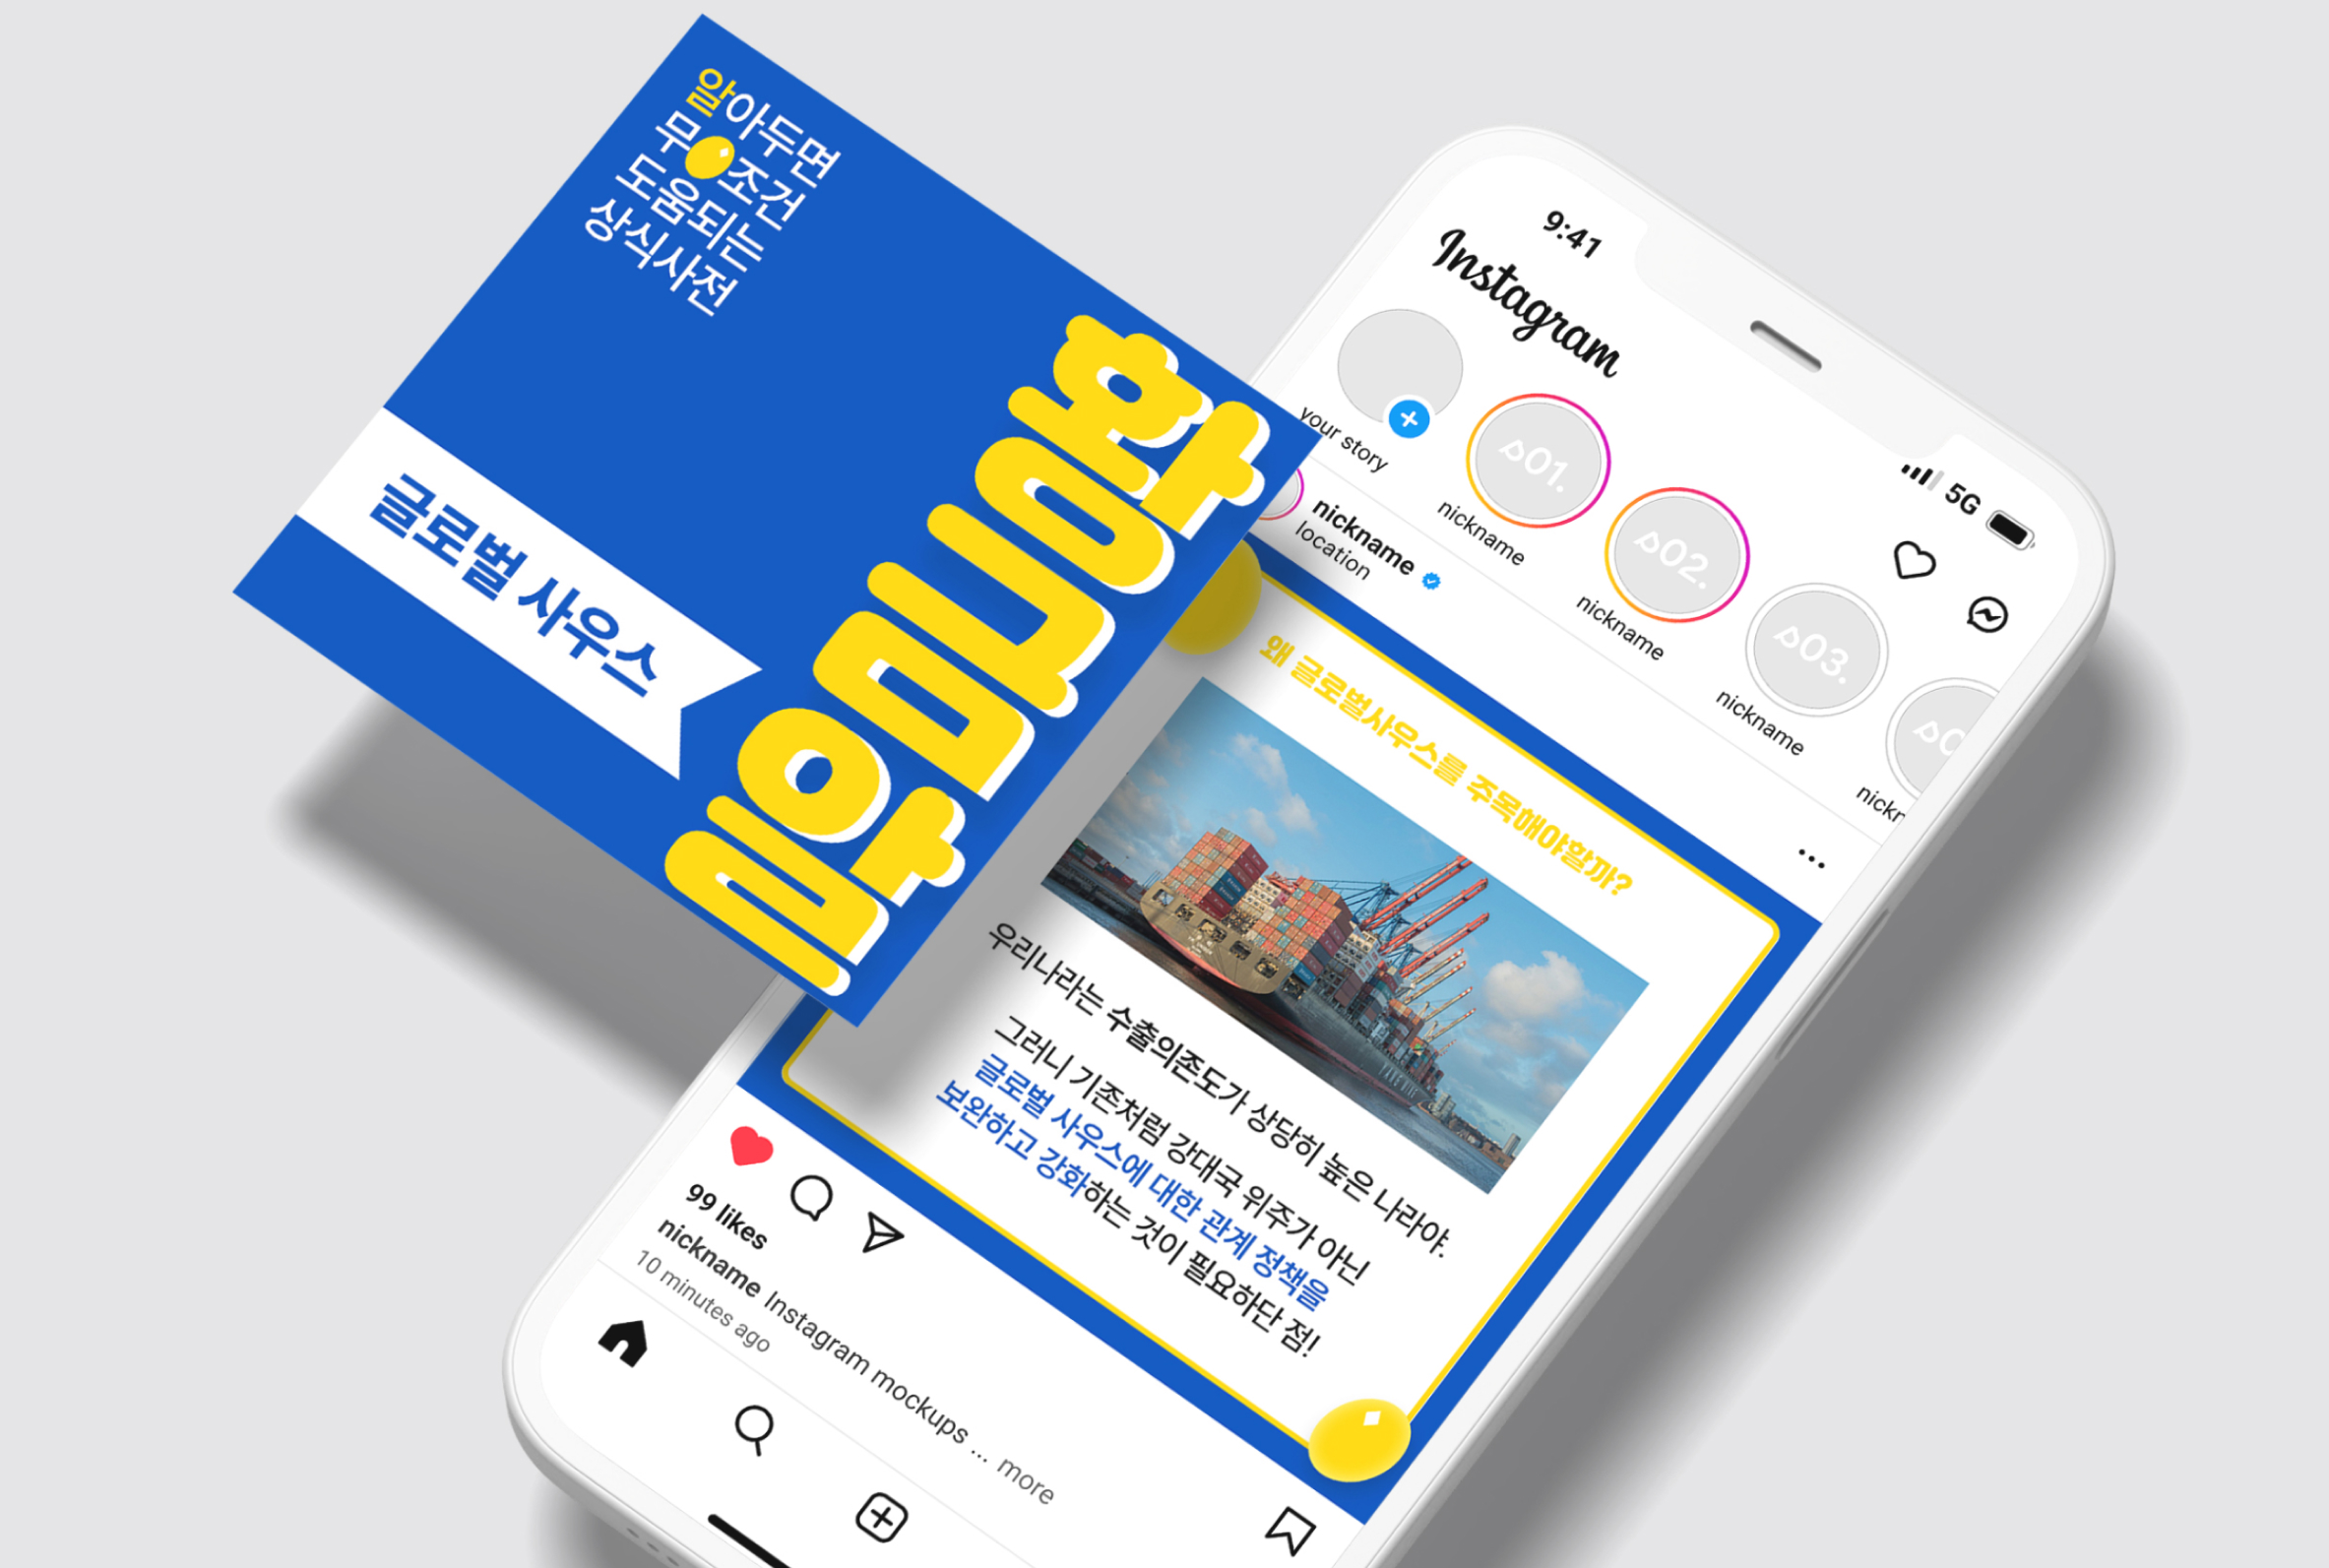 알아두면
무조건
도움되는
상식사전
글로벌 사우스
황금알
9:41
5G
Instagram
your story
nickname
nickname
nickname
nickn
01.
02.
03.
nickname
location
왜 글로벌사우스를 주목해야할까?
우리나라는 수출의존도가 상당히 높은 나라야.
그러니 기존처럼 강대국 위주가 아닌
글로벌 사우스에 대한 관계 정책을
보완하고 강화하는 것이 필요하단 점!
99 likes
nickname Instagram mockups ... more
10 minutes ago